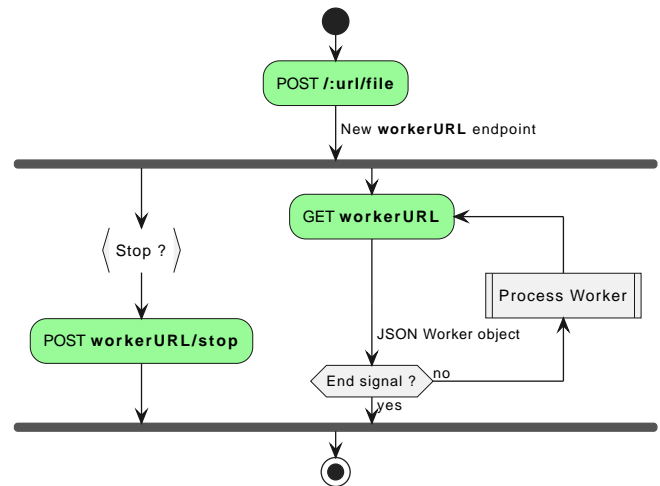 POST /:url/file
New workerURL endpoint
Stop ?
POST workerURL/stop
GET workerURL
Process Worker
JSON Worker object
End signal ?
no
yes